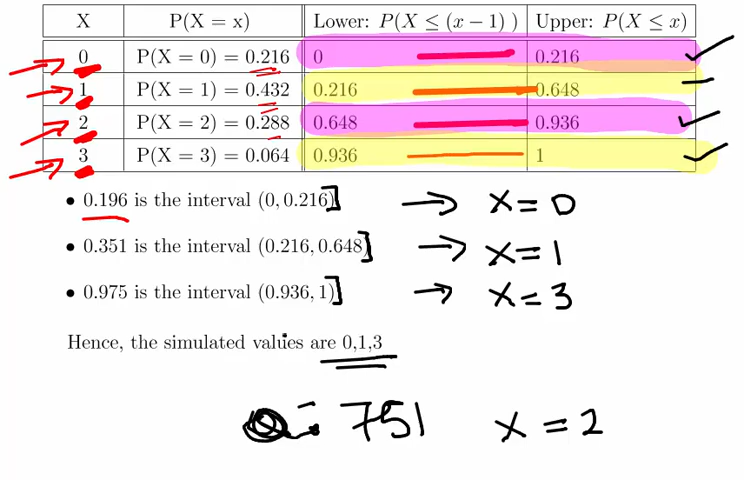 X P(X = x) Lower: P(X ≤ (x − 1) ) Upper: P(X ≤ x)
0 P(X = 0) = 0.216 0 0.216
1 P(X = 1) = 0.432 0.216 0.648
2 P(X = 2) = 0.288 0.648 0.936
3 P(X = 3) = 0.064 0.936 1
• 0.196 is the interval (0, 0.216)] → X = 0
• 0.351 is the interval (0.216, 0.648)] → X = 1
• 0.975 is the interval (0.936, 1)] → X = 3
Hence, the simulated values are 0,1,3
751 X = 2